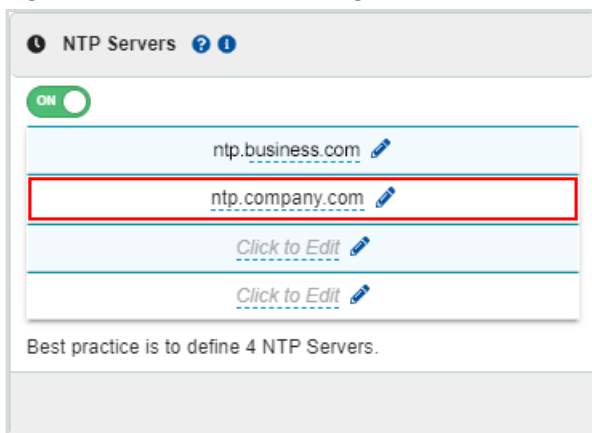 NTP Servers
ON
ntp.business.com
ntp.company.com
Click to Edit
Click to Edit
Best practice is to define 4 NTP Servers.